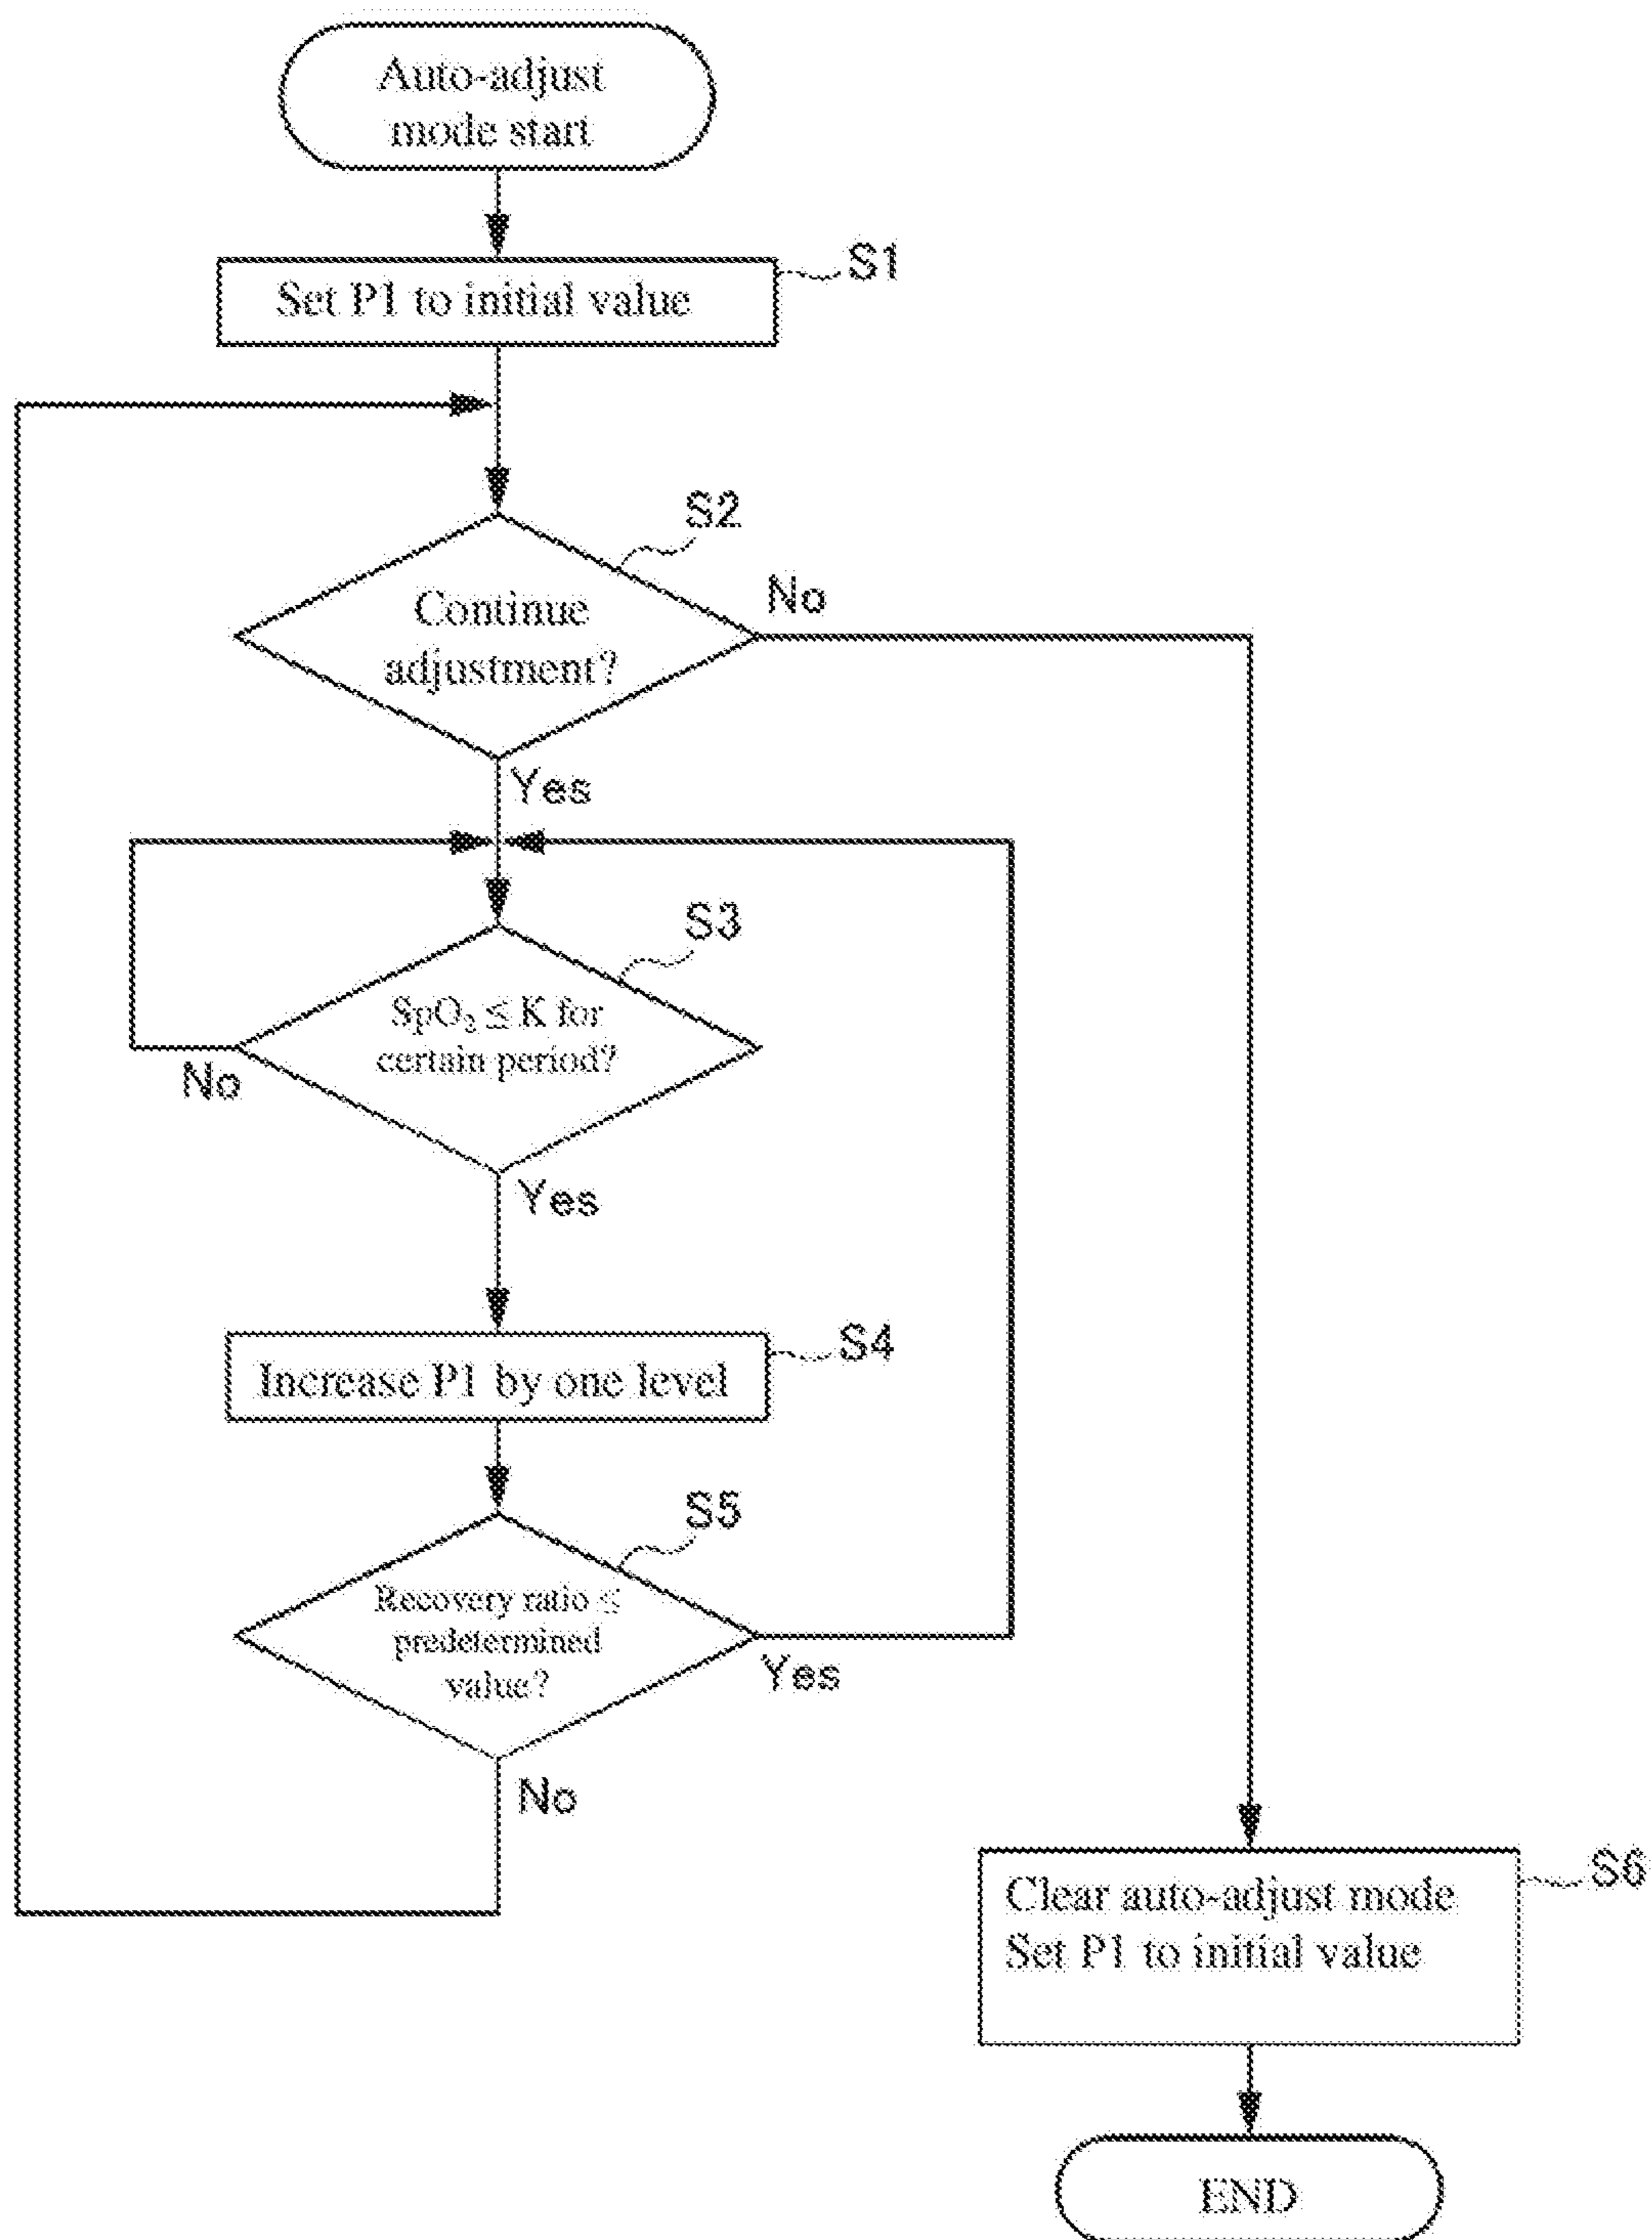 Auto-adjust
mode start
Set P1 to initial value
S1
S2
Continue
adjustment?
No
Yes
S3
SpO₂ ≦ K for
certain period?
No
Yes
Increase P1 by one level
S4
S5
Recovery ratio ≤
predetermined
value?
Yes
No
Clear auto-adjust mode
Set P1 to initial value
S6
END